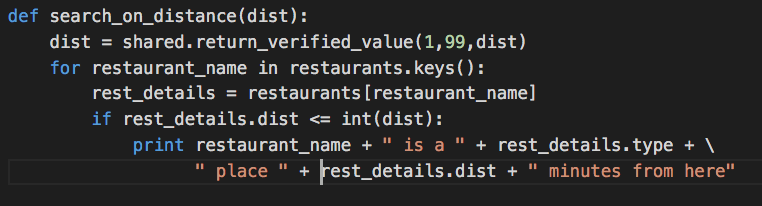 def search_on_distance(dist):
    dist = shared.return_verified_value(1,99,dist)
    for restaurant_name in restaurants.keys():
        rest_details = restaurants[restaurant_name]
        if rest_details.dist <= int(dist):
            print restaurant_name + " is a " + rest_details.type + \
                  " place " + rest_details.dist + " minutes from here"